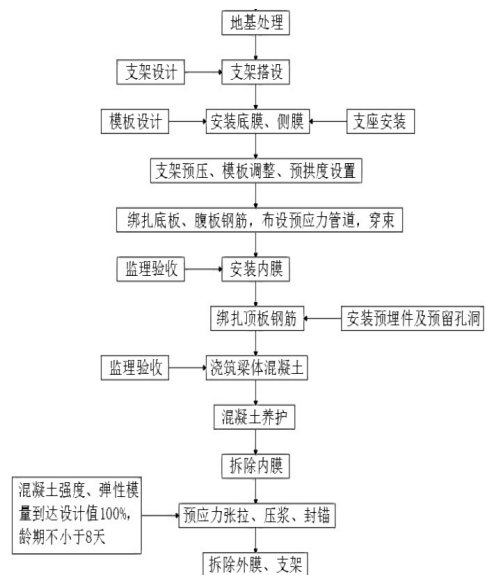 地基处理
支架设计 支架搭设
模板设计 安装底膜、侧膜 支座安装
支架预压、模板调整、预拱度设置
绑扎底板、腹板钢筋，布设预应力管道，穿束
监理验收 安装内膜
绑扎顶板钢筋 安装预埋件及预留孔洞
监理验收 浇筑梁体混凝土
混凝土养护
拆除内膜
混凝土强度、弹性模
量到达设计值100%，
龄期不小于8天
预应力张拉、压浆、封锚
拆除外膜、支架